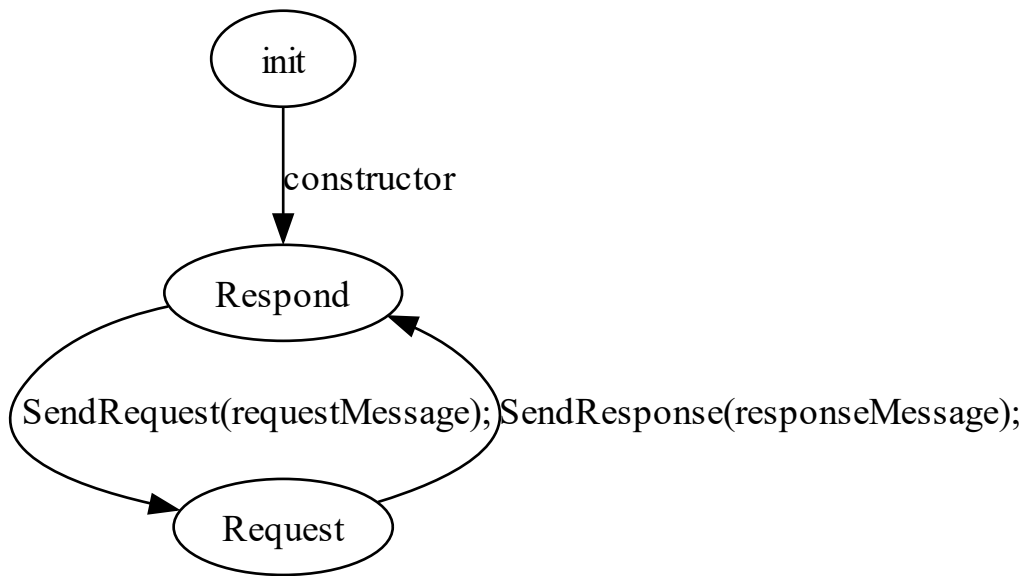 init
constructor
Respond
SendRequest(requestMessage);
SendResponse(responseMessage);
Request